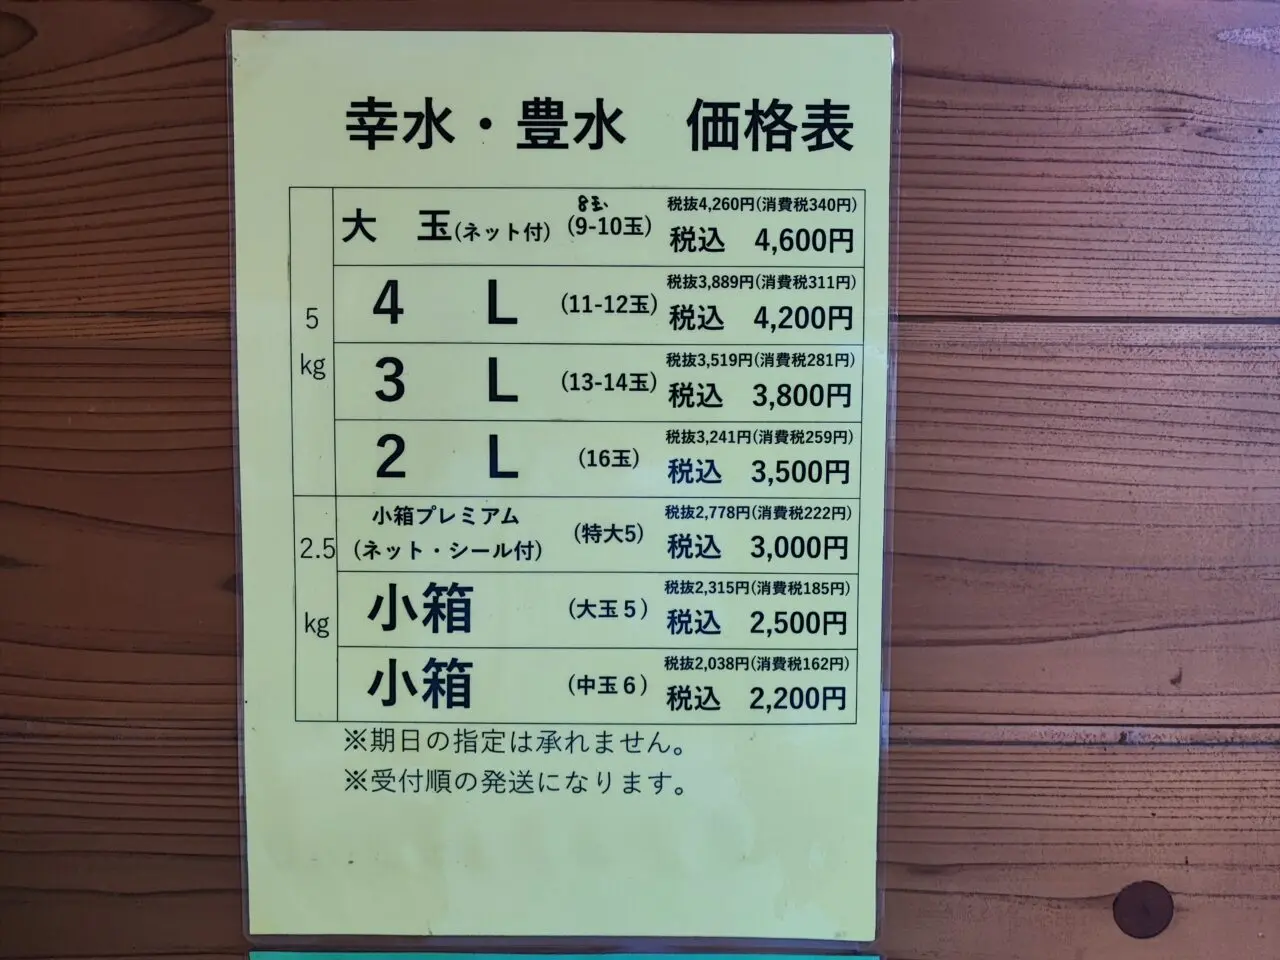 幸水・豊水 価格表
5
kg
大 玉(ネット付) 8玉 (9-10玉) 税抜4,260円(消費税340円)
税込 4,600円
4 L (11-12玉) 税抜3,889円(消費税311円)
税込 4,200円
3 L (13-14玉) 税抜3,519円(消費税281円)
税込 3,800円
2 L (16玉) 税抜3,241円(消費税259円)
税込 3,500円
2.5
kg
小箱プレミアム
(ネット・シール付) (特大5) 税抜2,778円(消費税222円)
税込 3,000円
小箱 (大玉5) 税抜2,315円(消費税185円)
税込 2,500円
小箱 (中玉6) 税抜2,038円(消費税162円)
税込 2,200円
※期日の指定は承れません。
※受付順の発送になります。